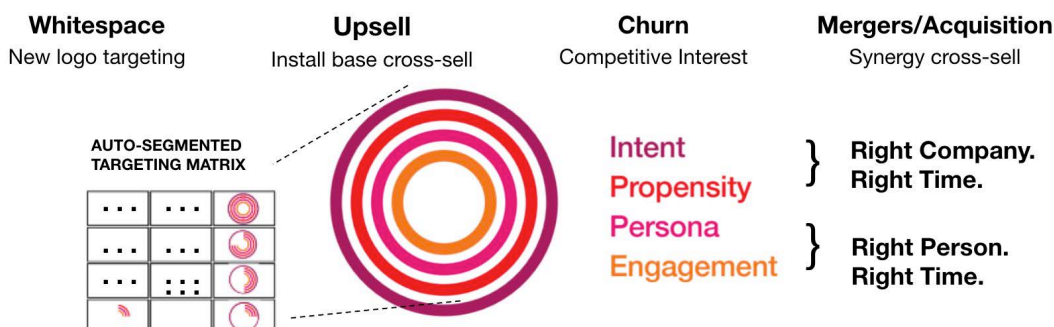 Whitespace
New logo targeting
Upsell
Install base cross-sell
Churn
Competitive Interest
Mergers/Acquisition
Synergy cross-sell
AUTO-SEGMENTED
TARGETING MATRIX
Intent
Propensity
Persona
Engagement
Right Company.
Right Time.
Right Person.
Right Time.